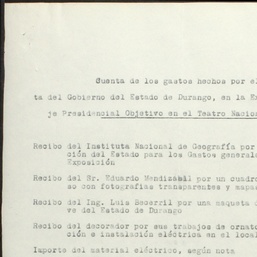 Cuenta de los gastos hechos por el
ta del Gobierno del Estado de Durango, en la Ex
je Presidencial Objetivo en el Teatro Nacio
Recibo del Instituto Nacional de Geografía por
ción del Estado para los Gastos general
Exposición
Recibo del Sr. Eduardo Mendizabal por un cuadro
so con fotografías transparentes y mapa
Recibo del Ing. Luis Becerril por una maqueta
ve del Estado de Durango
Recibo del decorador por sus trabajos de ornato
ción e instalación eléctrica en el local
Importe del material eléctrico, según nota